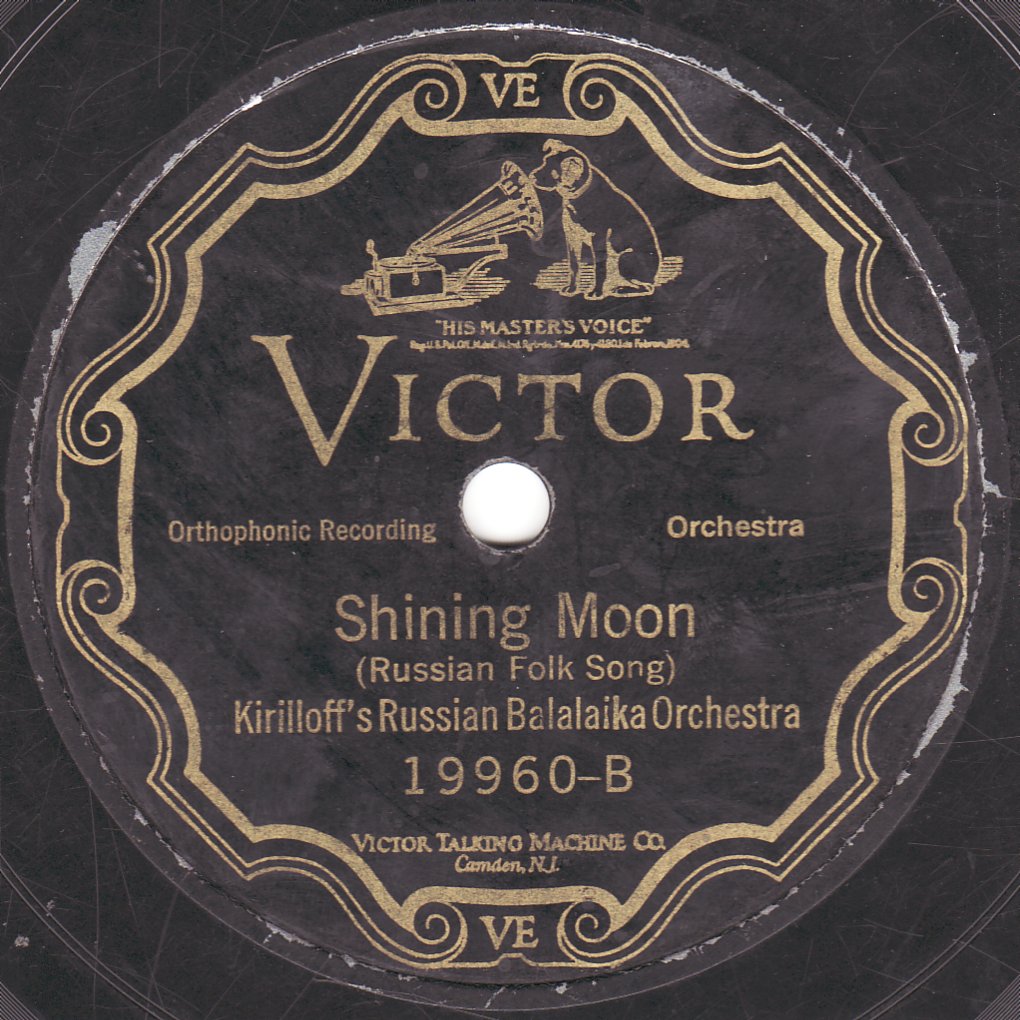 VE
"HIS MASTER'S VOICE"
VICTOR
Orthophonic Recording
Orchestra
Shining Moon
(Russian Folk Song)
Kirilloff's Russian Balalaika Orchestra
19960-B
VICTOR TALKING MACHINE CO.
Camden, N.J.
VE